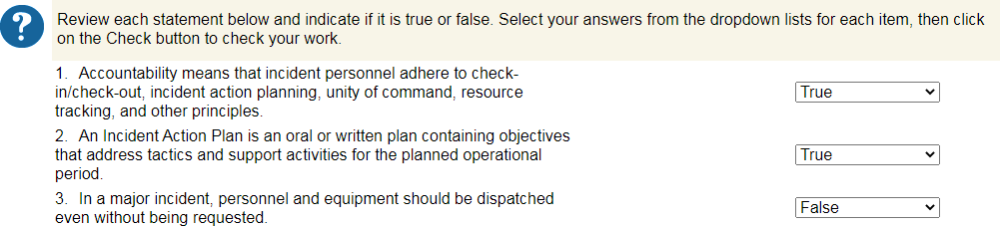 ?
Review each statement below and indicate if it is true or false. Select your answers from the dropdown lists for each item, then click
on the Check button to check your work.
1. Accountability means that incident personnel adhere to check-
in/check-out, incident action planning, unity of command, resource
tracking, and other principles.
True
2. An Incident Action Plan is an oral or written plan containing objectives
that address tactics and support activities for the planned operational
period.
True
3. In a major incident, personnel and equipment should be dispatched
even without being requested.
False